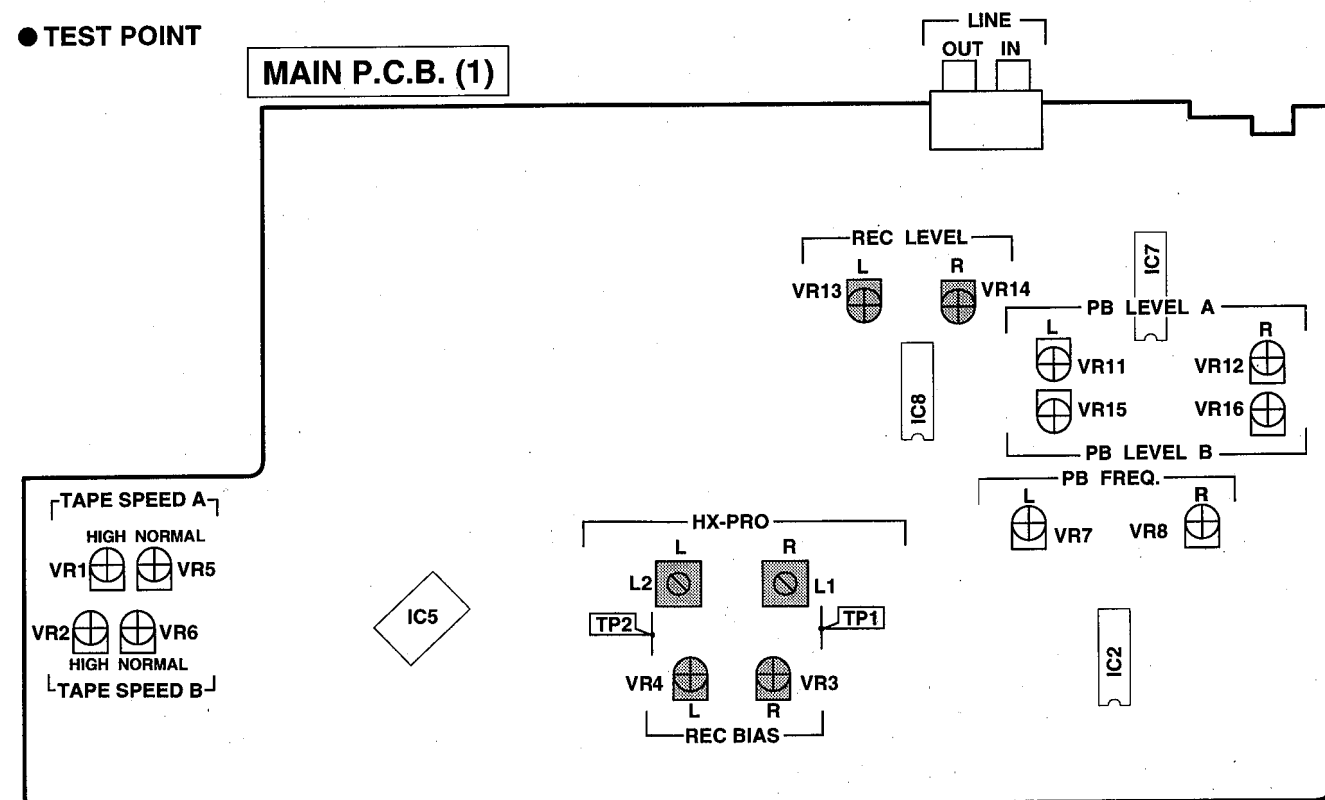 ● TEST POINT
MAIN P.C.B. (1)
LINE
OUT IN
REC LEVEL
L R
VR13 VR14
IC7
PB LEVEL A
L R
VR11 VR12
VR15 VR16
PB LEVEL B
IC8
PB FREQ.
L R
VR7 VR8
TAPE SPEED A
HIGH NORMAL
VR1 VR5
VR2 VR6
HIGH NORMAL
TAPE SPEED B
IC5
HX-PRO
L R
L2 L1
TP2 TP1
VR4 VR3
L R
REC BIAS
IC2